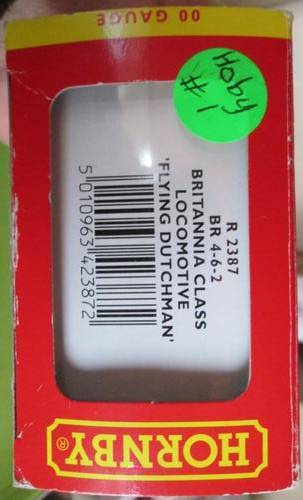 00 GAUGE
Hoby
# 1
R 2387
BR 4-6-2
BRITANNIA CLASS
LOCOMOTIVE
'FLYING DUTCHMAN'
5 010963 423872
HORNBY®